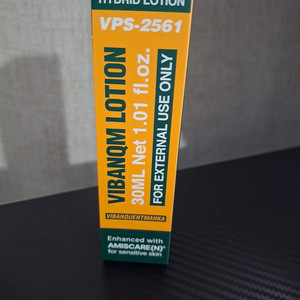 HYBRID LOTION
VPS-2561
VIBANQM LOTION
30ML Net 1.01 fl.oz.
FOR EXTERNAL USE ONLY
VIBANQUENTMANKA
Enhanced with
AMISCARE(N)®
for sensitive skin